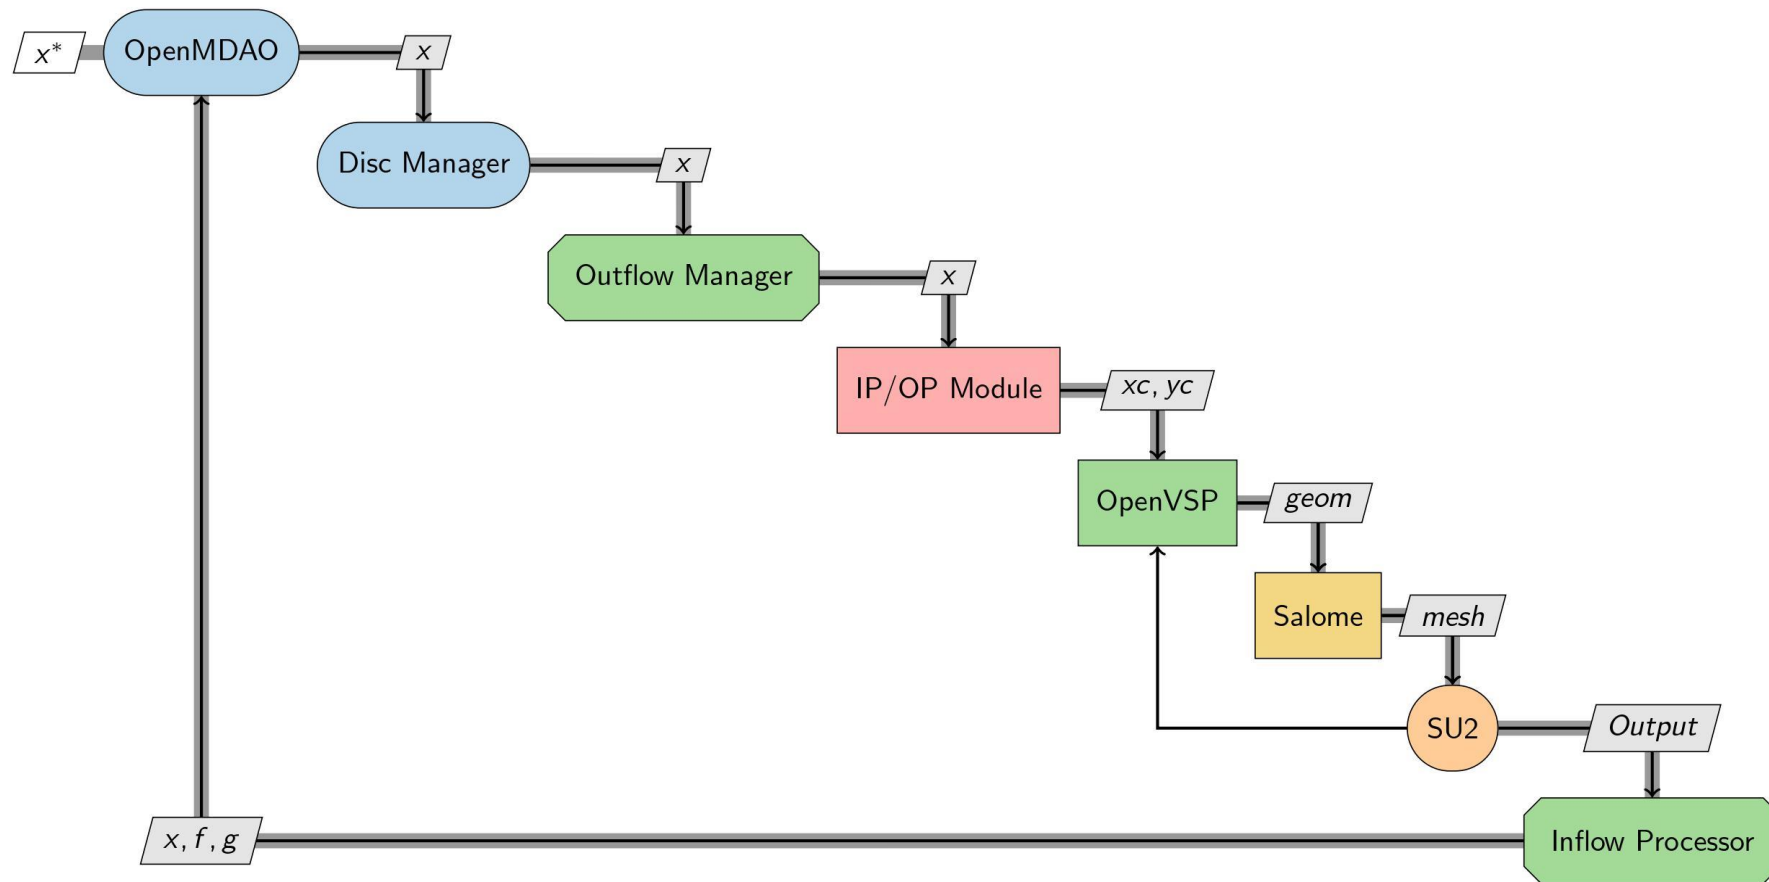 x* OpenMDAO x
Disc Manager x
Outflow Manager x
IP/OP Module xc, yc
OpenVSP geom
Salome mesh
SU2 Output
x, f, g Inflow Processor